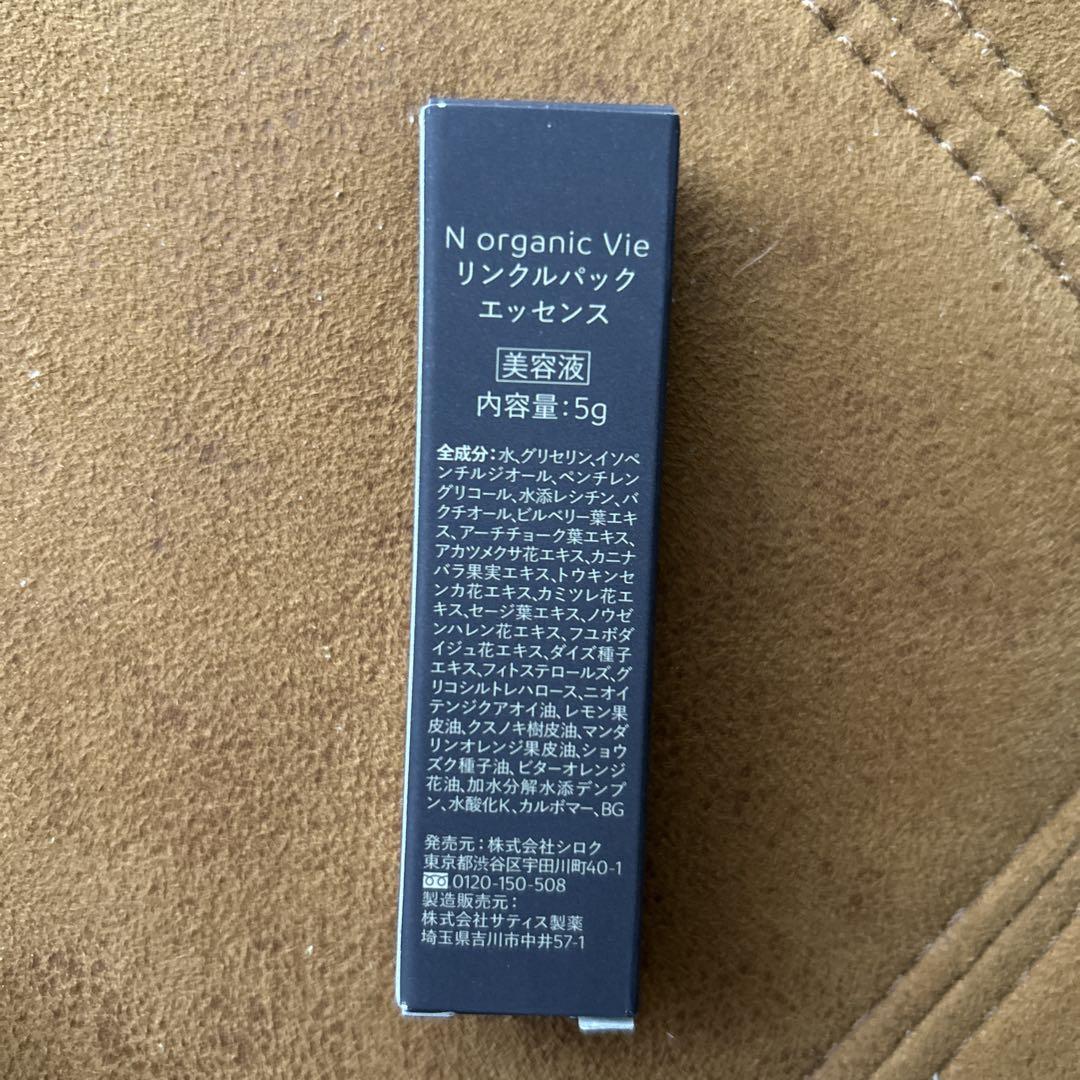 N organic Vie
リンクルパック
エッセンス
美容液
内容量:5g
全成分:水、グリセリン、イソペ
ンチルジオール、ペンチレン
グリコール、水添レシチン、バ
クチオール、ビルベリー葉エキ
ス、アーチチョーク葉エキス、
アカツメクサ花エキス、カニナ
バラ果実エキス、トウキンセ
ンカ花エキス、カミツレ花エ
キス、セージ葉エキス、ノウゼ
ンハレン花エキス、フユボダ
イジュ花エキス、ダイズ種子
エキス、フィトステロールズ、グ
リコシルトレハロース、ニオイ
テンジクアオイ油、レモン果
皮油、クスノキ樹皮油、マンダ
リンオレンジ果皮油、ショウ
ズク種子油、ビターオレンジ
花油、加水分解水添デンプ
ン、水酸化K、カルボマー、BG
発売元:株式会社シロク
東京都渋谷区宇田川町40-1
0120-150-508
製造販売元:
株式会社サティス製薬
埼玉県吉川市中井57-1